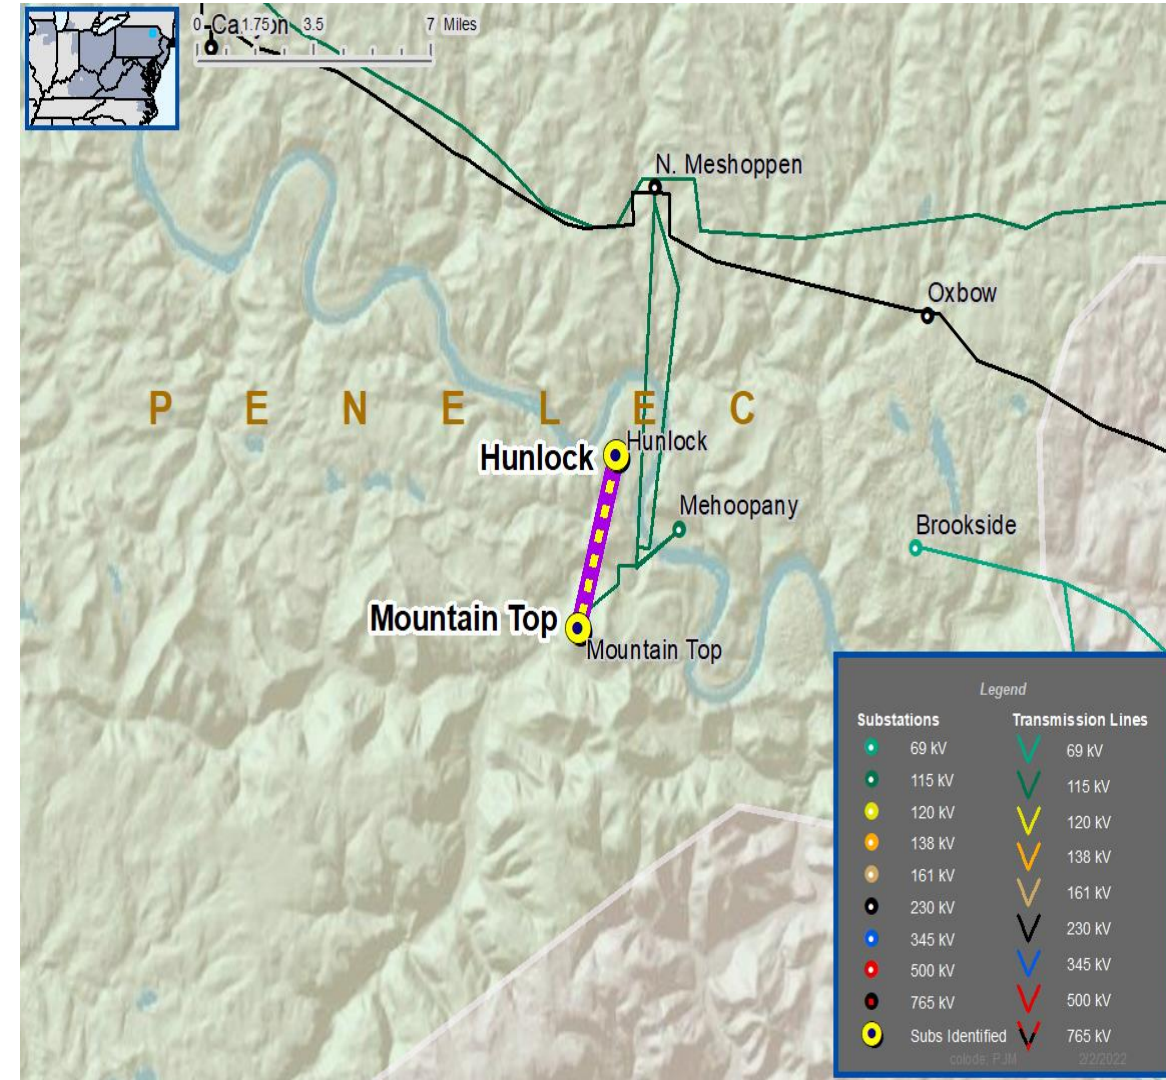 0 1.75 3.5 7 Miles
Canyon
N. Meshoppen
Oxbow
P E N E L E C
Hunlock
Hunlock
Mehoopany
Brookside
Mountain Top
Mountain Top
Legend
Substations Transmission Lines
69 kV 69 kV
115 kV 115 kV
120 kV 120 kV
138 kV 138 kV
161 kV 161 kV
230 kV 230 kV
345 kV 345 kV
500 kV 500 kV
765 kV 765 kV
Subs Identified
PJM 2/2/2022